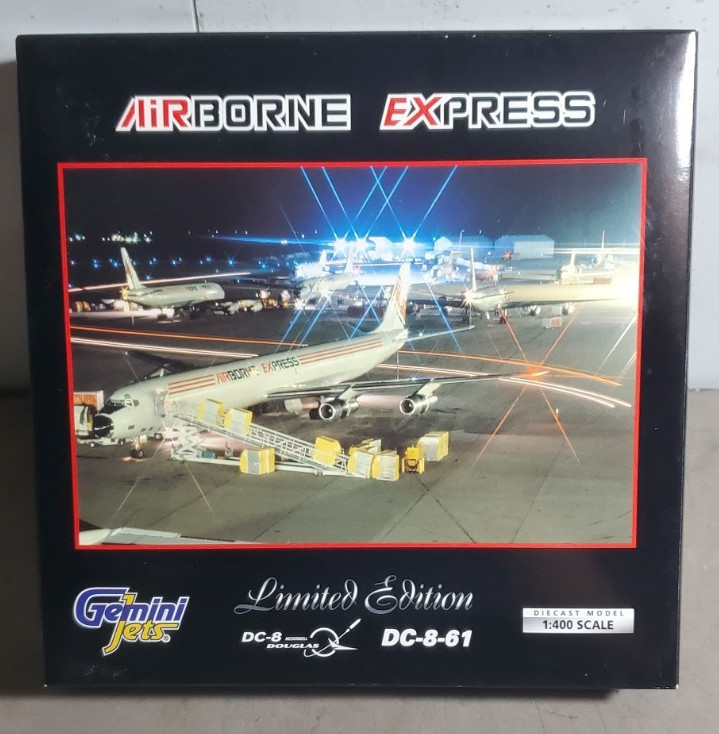 AiRBORNE EXPRESS
AIRBORNE EXPRESS
Gemini Jets®
Limited Edition
DC-8 MCDONNELL DOUGLAS
DC-8-61
DIECAST MODEL
1:400 SCALE